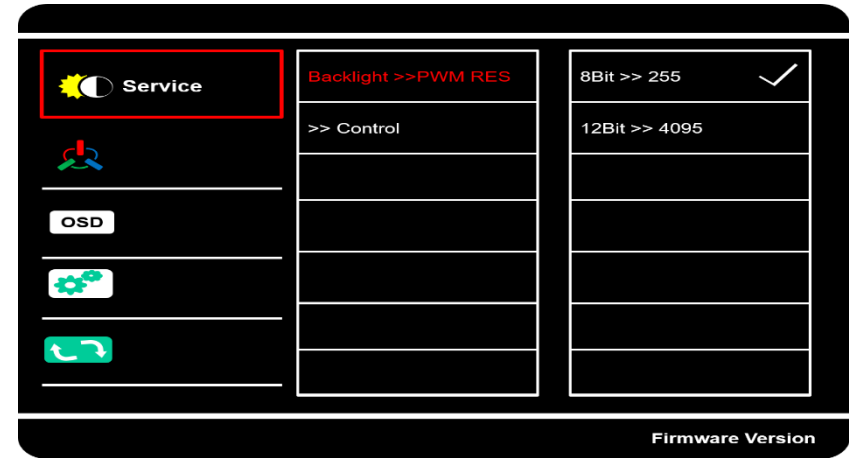 Service
Backlight >>PWM RES
8Bit >> 255
>> Control
12Bit >> 4095
OSD
Firmware Version